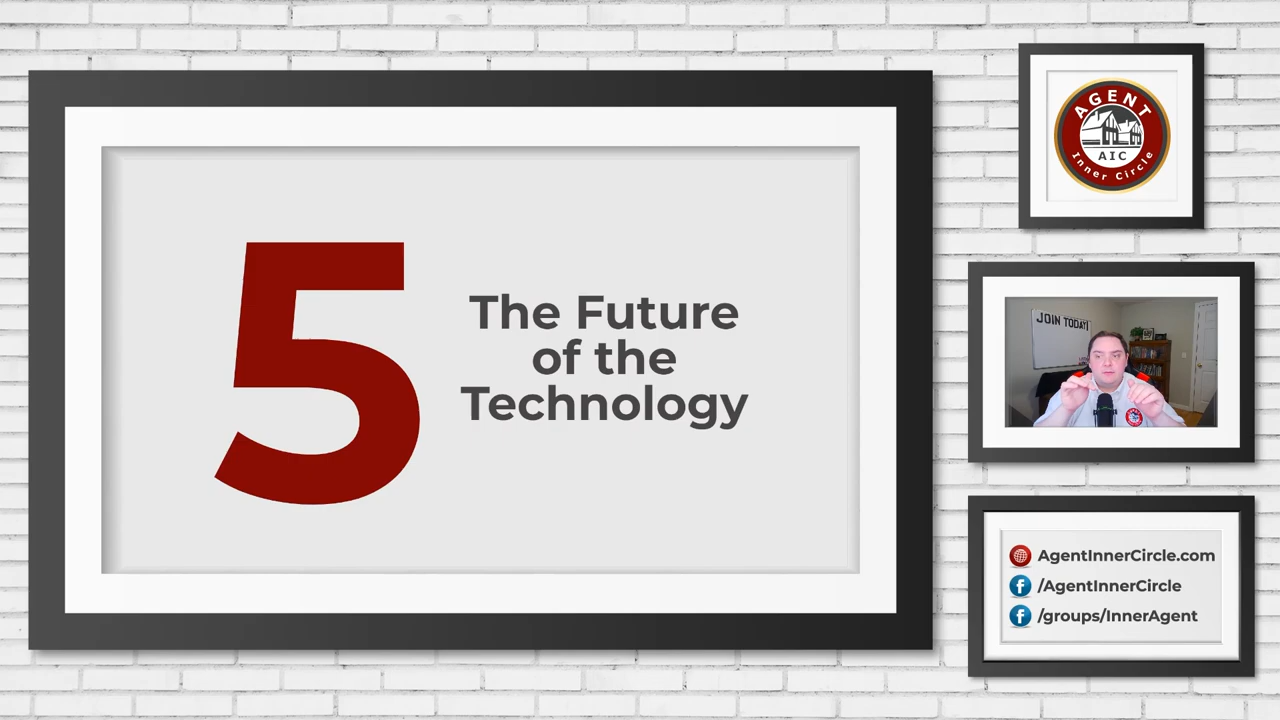 5
The Future
of the
Technology
AGENT
AIC
Inner Circle
JOIN TODAY!
AgentInnerCircle.com
/AgentInnerCircle
/groups/InnerAgent